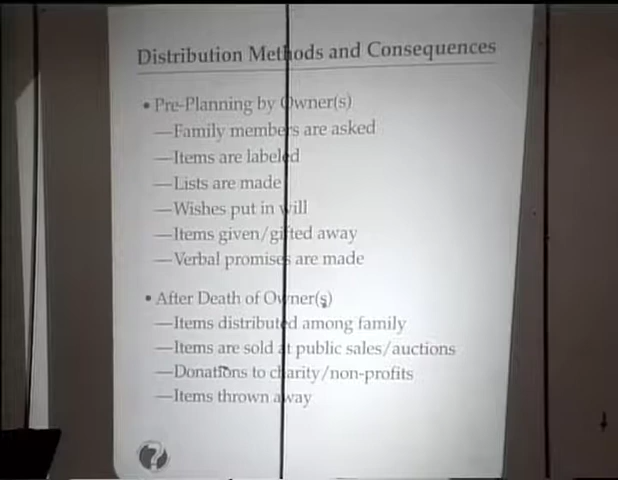 Distribution Methods and Consequences
• Pre-Planning by Owner(s)
—Family members are asked
—Items are labeled
—Lists are made
—Wishes put in will
—Items given/gifted away
—Verbal promises are made
• After Death of Owner(s)
—Items distributed among family
—Items are sold at public sales/auctions
—Donations to charity/non-profits
—Items thrown away
?